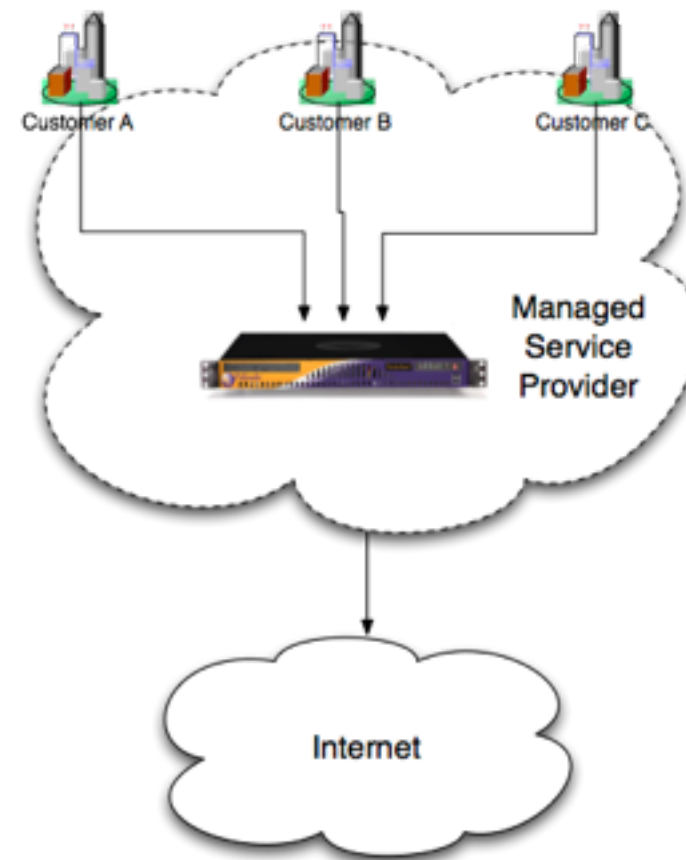 Customer A
Customer B
Customer C
Managed
Service
Provider
Internet